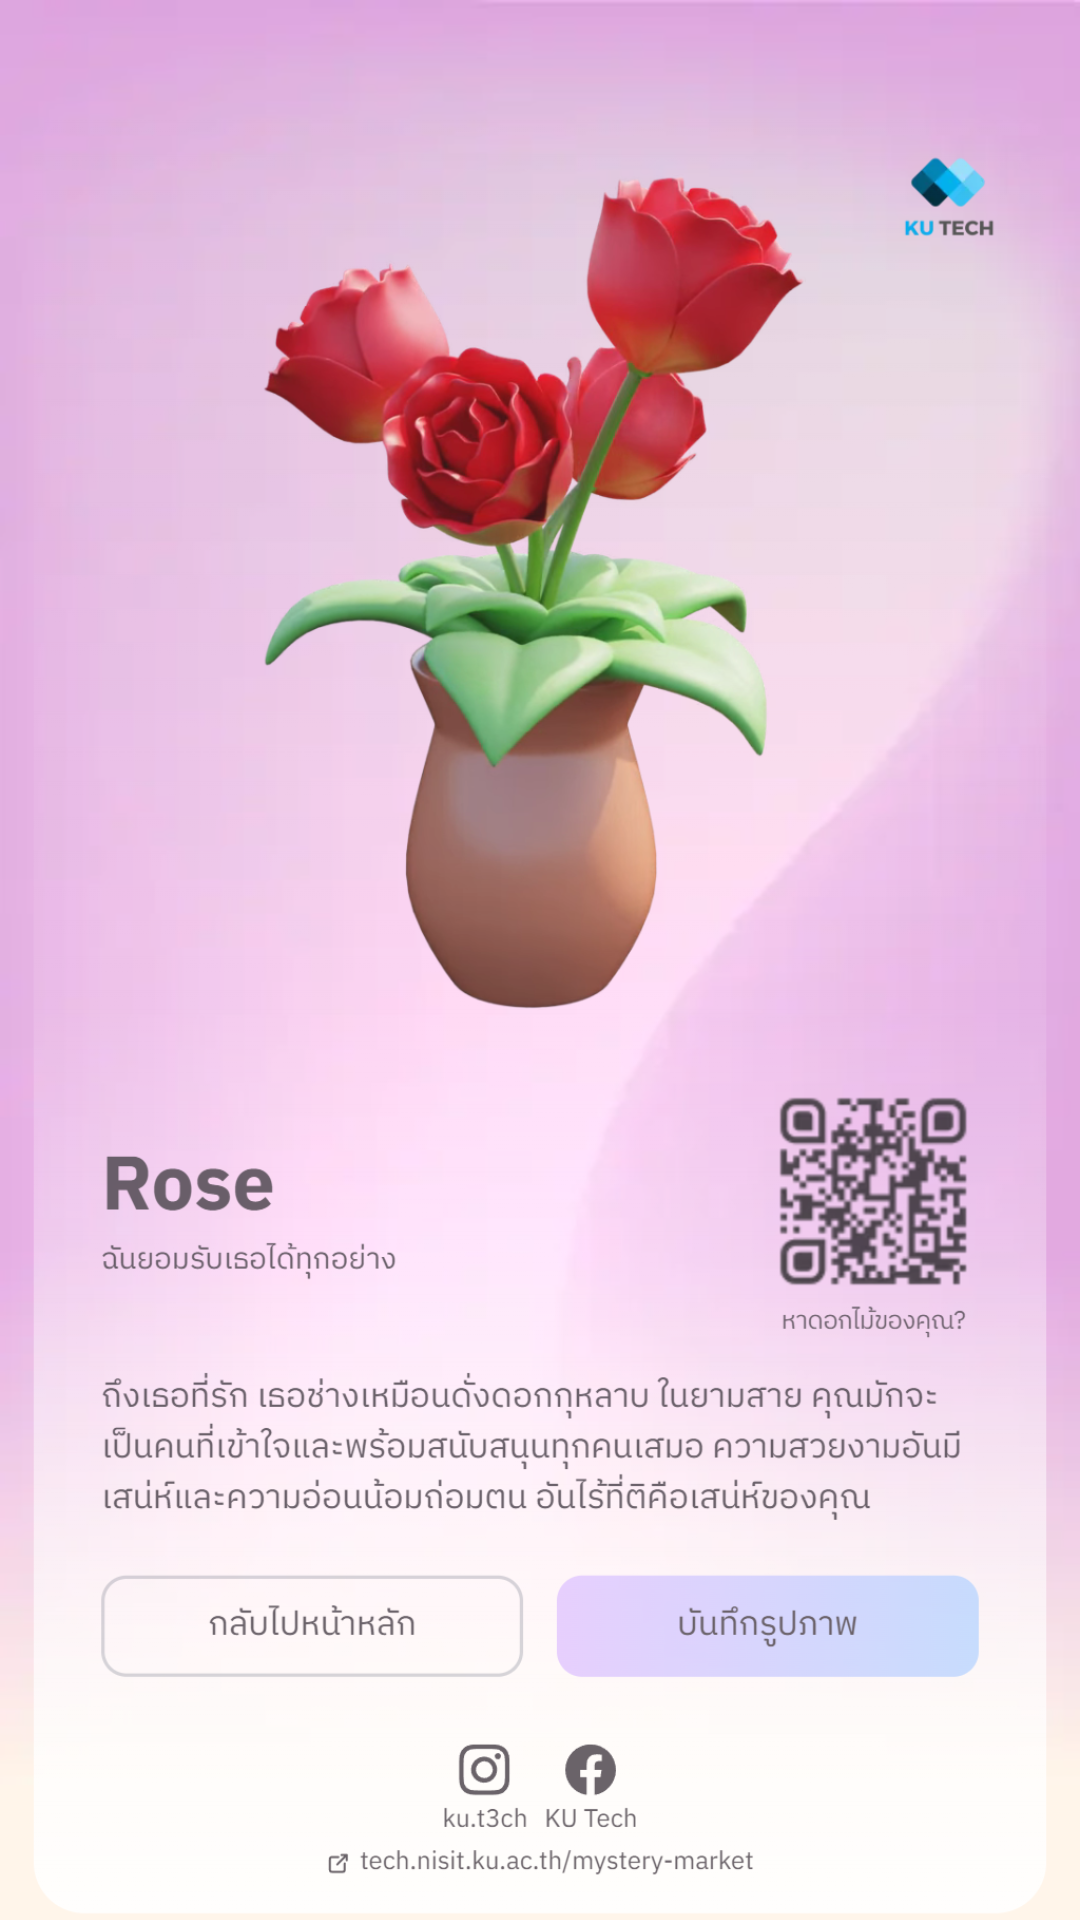 KU TECH
Rose
ฉันยอมรับเธอได้ทุกอย่าง
หาดอกไม้ของคุณ?
ถึงเธอที่รัก เธอช่างเหมือนดั่งดอกกุหลาบ ในยามสาย คุณมักจะ
เป็นคนที่เข้าใจและพร้อมสนับสนุนทุกคนเสมอ ความสวยงามอันมี
เสน่ห์และความอ่อนน้อมถ่อมตน อันไร้ที่ติคือเสน่ห์ของคุณ
กลับไปหน้าหลัก
บันทึกรูปภาพ
ku.t3ch KU Tech
tech.nisit.ku.ac.th/mystery-market